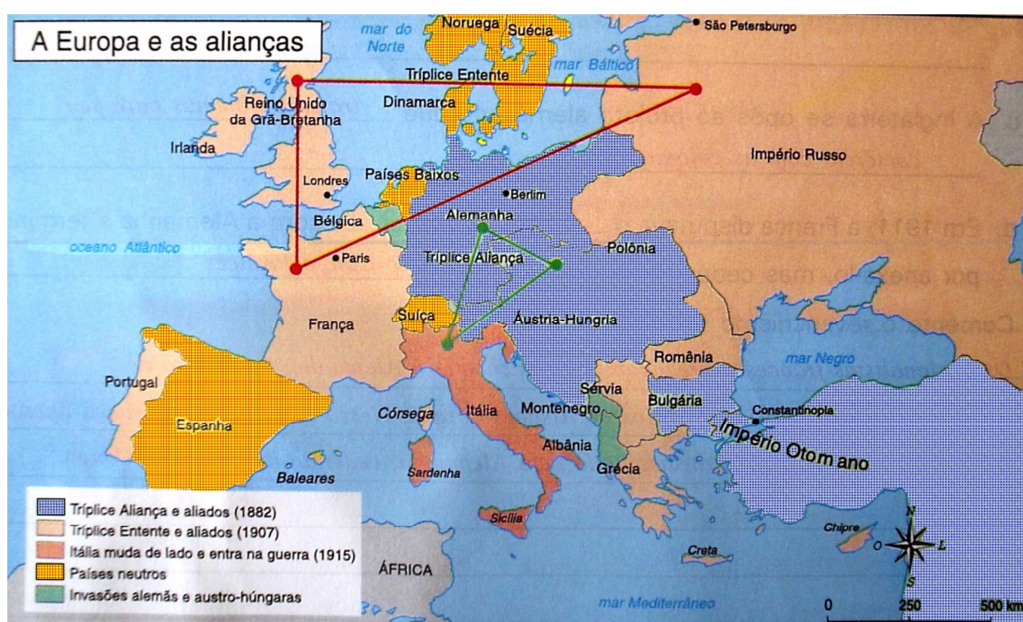 A Europa e as alianças
mar do
Norte
Noruega
Suécia
São Petersburgo
mar Báltico
Tríplice Entente
Dinamarca
Reino Unido
da Grã-Bretanha
Irlanda
Império Russo
Londres
Países Baixos
Berlim
Bélgica
Alemanha
oceano Atlântico
Paris
Tríplice Aliança
Polônia
Suíça
Áustria-Hungria
França
Romênia
mar Negro
Portugal
Sérvia
Bulgária
Espanha
Córsega
Itália
Montenegro
Constantinopla
Império Otomano
Albânia
Baleares
Sardenha
Grécia
Sicília
Chipre
Creta
N
O
L
S
ÁFRICA
mar Mediterrâneo
0 250 500 km
Tríplice Aliança e aliados (1882)
Tríplice Entente e aliados (1907)
Itália muda de lado e entra na guerra (1915)
Países neutros
Invasões alemãs e austro-húngaras